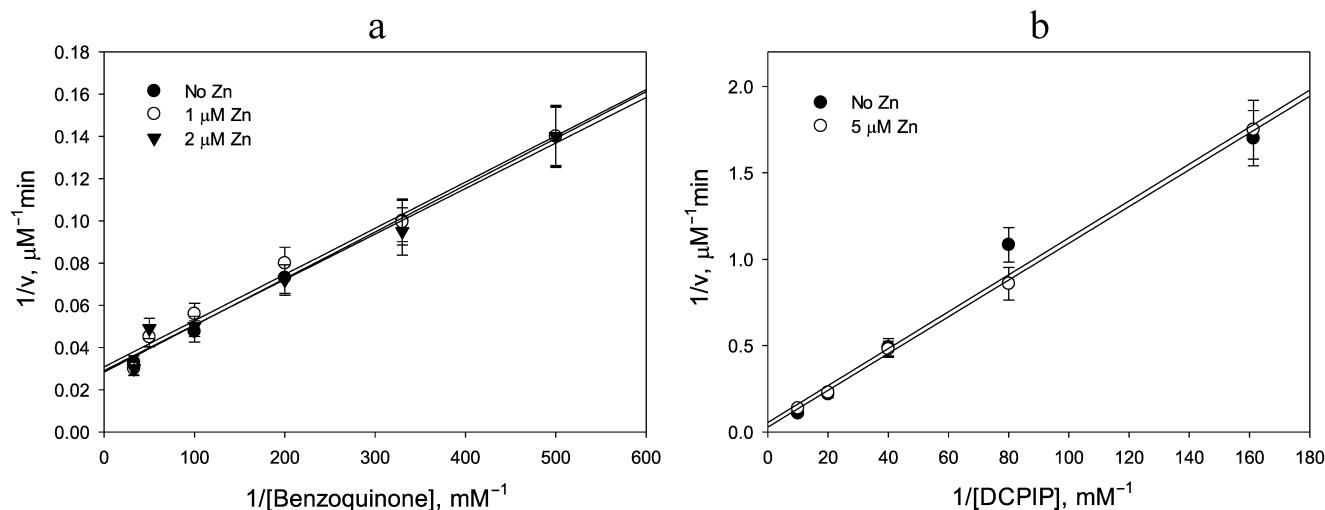 a
0.18
0.16
0.14
0.12
0.10
0.08
0.06
0.04
0.02
0.00
1/v, μM⁻¹min
No Zn
1 μM Zn
2 μM Zn
0 100 200 300 400 500 600
1/[Benzoquinone], mM⁻¹
b
2.0
1.5
1.0
0.5
0.0
1/v, μM⁻¹min
No Zn
5 μM Zn
0 20 40 60 80 100 120 140 160 180
1/[DCPIP], mM⁻¹